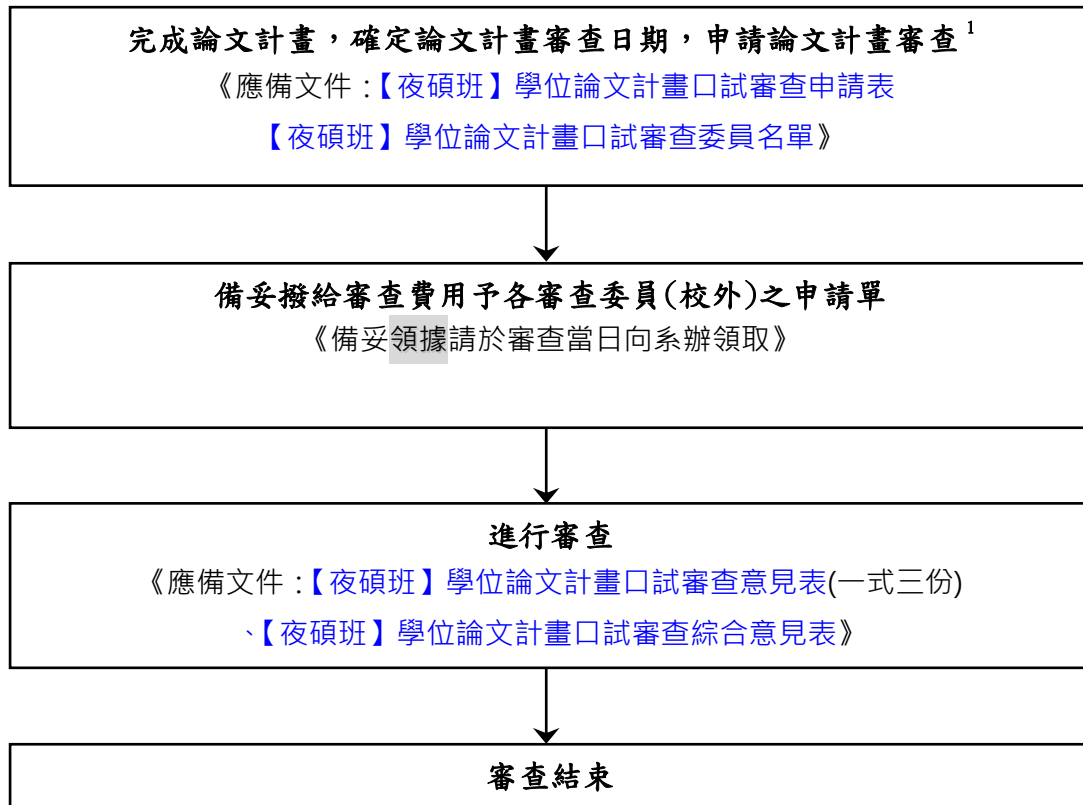 完成論文計畫，確定論文計畫審查日期，申請論文計畫審查1
《應備文件：【夜碩班】學位論文計畫口試審查申請表
【夜碩班】學位論文計畫口試審查委員名單》
備妥撥給審查費用予各審查委員(校外)之申請單
《備妥領據請於審查當日向系辦領取》
進行審查
《應備文件：【夜碩班】學位論文計畫口試審查意見表(一式三份)
、【夜碩班】學位論文計畫口試審查綜合意見表》
審查結束